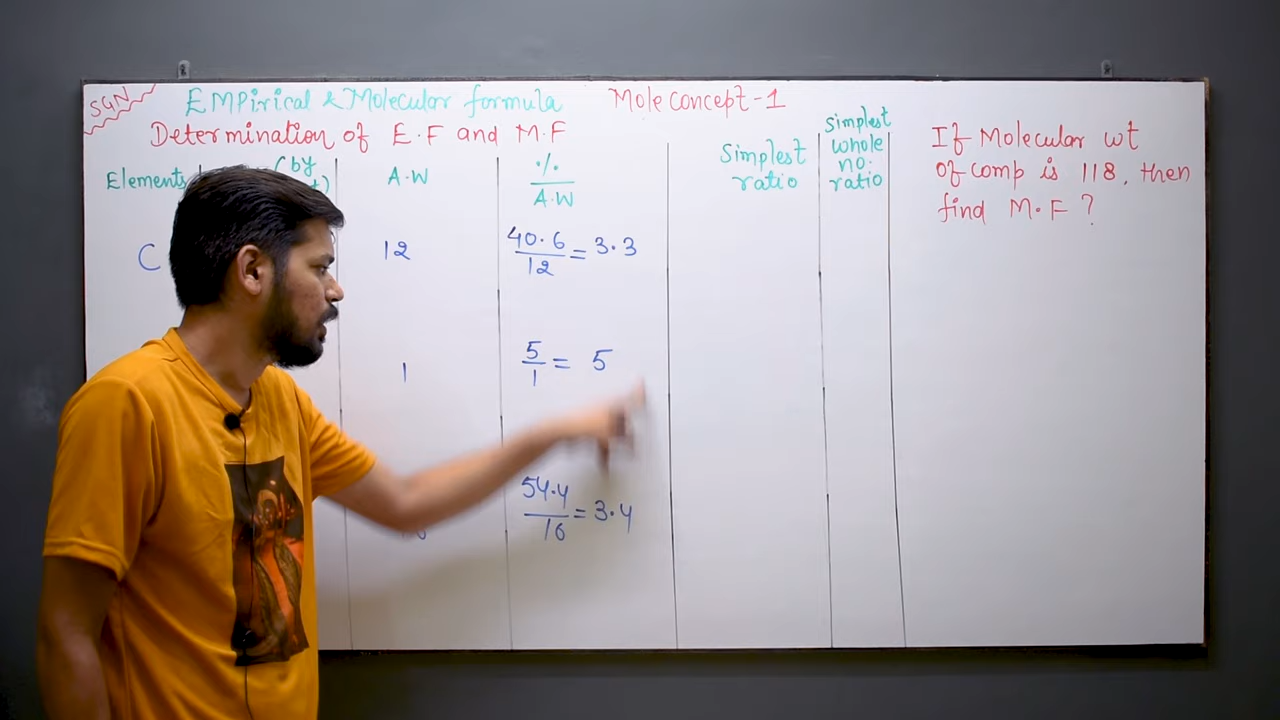 SGN
EMPirical & Molecular formula
Mole Concept-1
Determination of E.F and M.F
Elements
(by
A.W
%
A.W
Simplest
ratio
Simplest
whole
no.
ratio
If Molecular wt
of comp is 118, then
find M.F ?
C
12
40.6
12
= 3.3
1
5
1
= 5
54.4
16
= 3.4